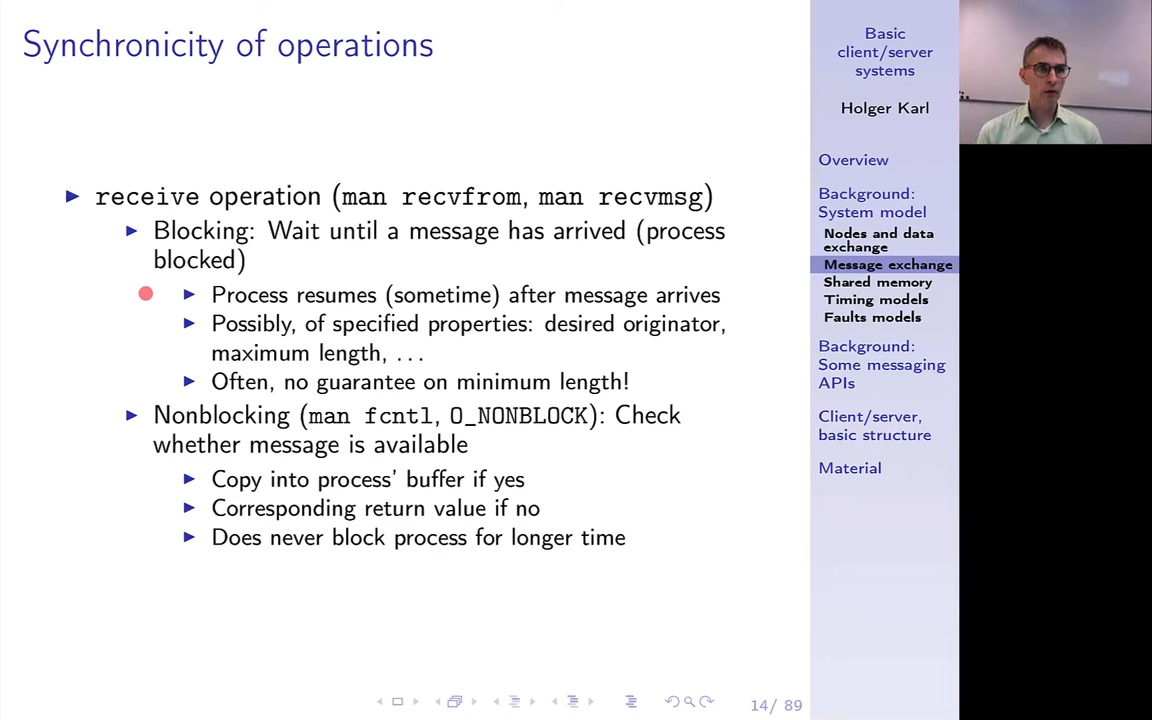 Synchronicity of operations
receive operation (man recvfrom, man recvmsg)
Blocking: Wait until a message has arrived (process
blocked)
Process resumes (sometime) after message arrives
Possibly, of specified properties: desired originator,
maximum length, ...
Often, no guarantee on minimum length!
Nonblocking (man fcntl, O_NONBLOCK): Check
whether message is available
Copy into process' buffer if yes
Corresponding return value if no
Does never block process for longer time
14/ 89
Basic
client/server
systems
Holger Karl
Overview
Background:
System model
Nodes and data
exchange
Message exchange
Shared memory
Timing models
Faults models
Background:
Some messaging
APIs
Client/server,
basic structure
Material